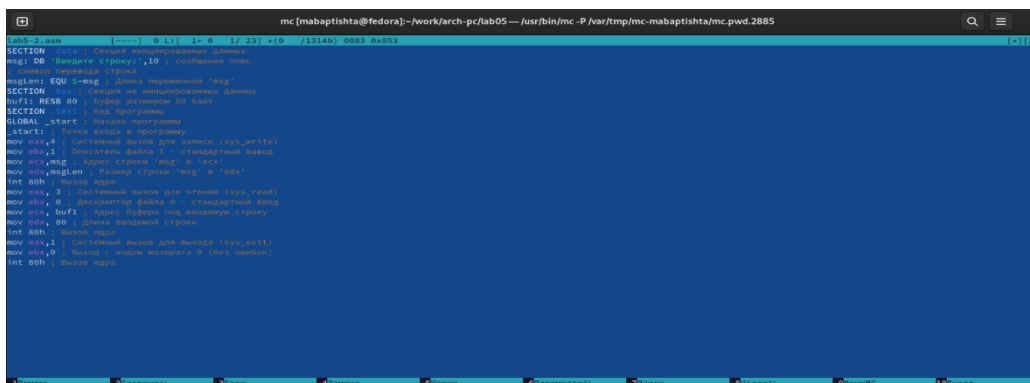 mc [mabaptishta@fedora]:~/work/arch-pc/lab05 — /usr/bin/mc -P /var/tmp/mc-mabaptishta/mc.pwd.2885
lab5-2.asm [----] 0 L:[ 1+ 0 1/ 23] *(0 /1314b) 0083 0x053 [*][
SECTION .data ; Секция инициированных данных
msg: DB 'Введите строку:',10 ; сообщение плюс
; символ перевода строки
msgLen: EQU $-msg ; Длина переменной 'msg'
SECTION .bss ; Секция не инициированных данных
buf1: RESB 80 ; Буфер размером 80 байт
SECTION .text ; Код программы
GLOBAL _start ; Начало программы
_start: ; Точка входа в программу
mov eax,4 ; Системный вызов для записи (sys_write)
mov ebx,1 ; Описатель файла 1 - стандартный вывод
mov ecx,msg ; Адрес строки 'msg' в 'ecx'
mov edx,msgLen ; Размер строки 'msg' в 'edx'
int 80h ; Вызов ядра
mov eax, 3 ; Системный вызов для чтения (sys_read)
mov ebx, 0 ; Дескриптор файла 0 - стандартный ввод
mov ecx, buf1 ; Адрес буфера под вводимую строку
mov edx, 80 ; Длина вводимой строки
int 80h ; Вызов ядра
mov eax,1 ; Системный вызов для выхода (sys_exit)
mov ebx,0 ; Выход с кодом возврата 0 (без ошибок)
int 80h ; Вызов ядра